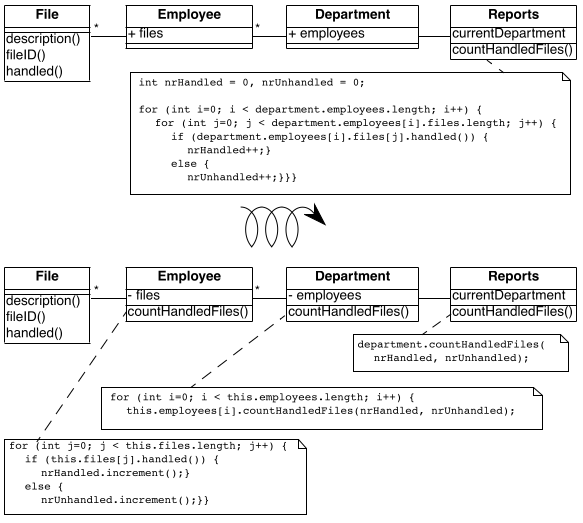 File Employee Department Reports
* *
description() + files + employees currentDepartment
fileID() countHandledFiles()
handled()
int nrHandled = 0, nrUnhandled = 0;
for (int i=0; i < department.employees.length; i++) {
for (int j=0; j < department.employees[i].files.length; j++) {
if (department.employees[i].files[j].handled()) {
nrHandled++;}
else {
nrUnhandled++;}}}
File Employee Department Reports
* *
description() - files - employees currentDepartment
fileID() countHandledFiles() countHandledFiles() countHandledFiles()
handled()
department.countHandledFiles(
nrHandled, nrUnhandled);
for (int i=0; i < this.employees.length; i++) {
this.employees[i].countHandledFiles(nrHandled, nrUnhandled);
for (int j=0; j < this.files.length; j++) {
if (this.files[j].handled()) {
nrHandled.increment();}
else {
nrUnhandled.increment();}}